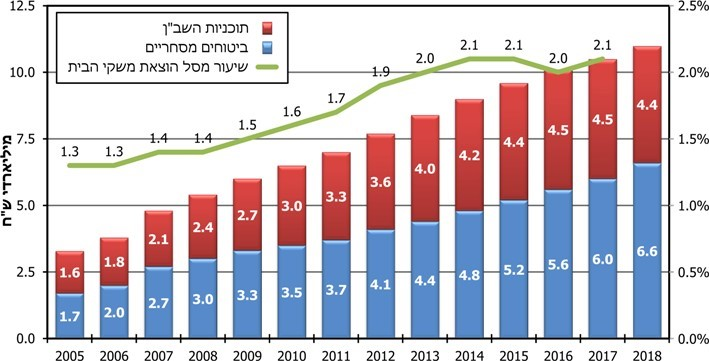 תוכניות השב"ן
ביטוחים מסחריים
שיעור מסל הוצאת משקי הבית
מיליארדי ש"ח
12.5
10.0
7.5
5.0
2.5
0.0
2.5%
2.0%
1.5%
1.0%
0.5%
0%
1.3 1.3 1.4 1.4 1.5 1.6 1.7 1.9 2.0 2.1 2.1 2.0 2.1
1.6 1.8 2.1 2.4 2.7 3.0 3.3 3.6 4.0 4.2 4.4 4.5 4.5 4.4
1.7 2.0 2.7 3.0 3.3 3.5 3.7 4.1 4.4 4.8 5.2 5.6 6.0 6.6
2005 2006 2007 2008 2009 2010 2011 2012 2013 2014 2015 2016 2017 2018